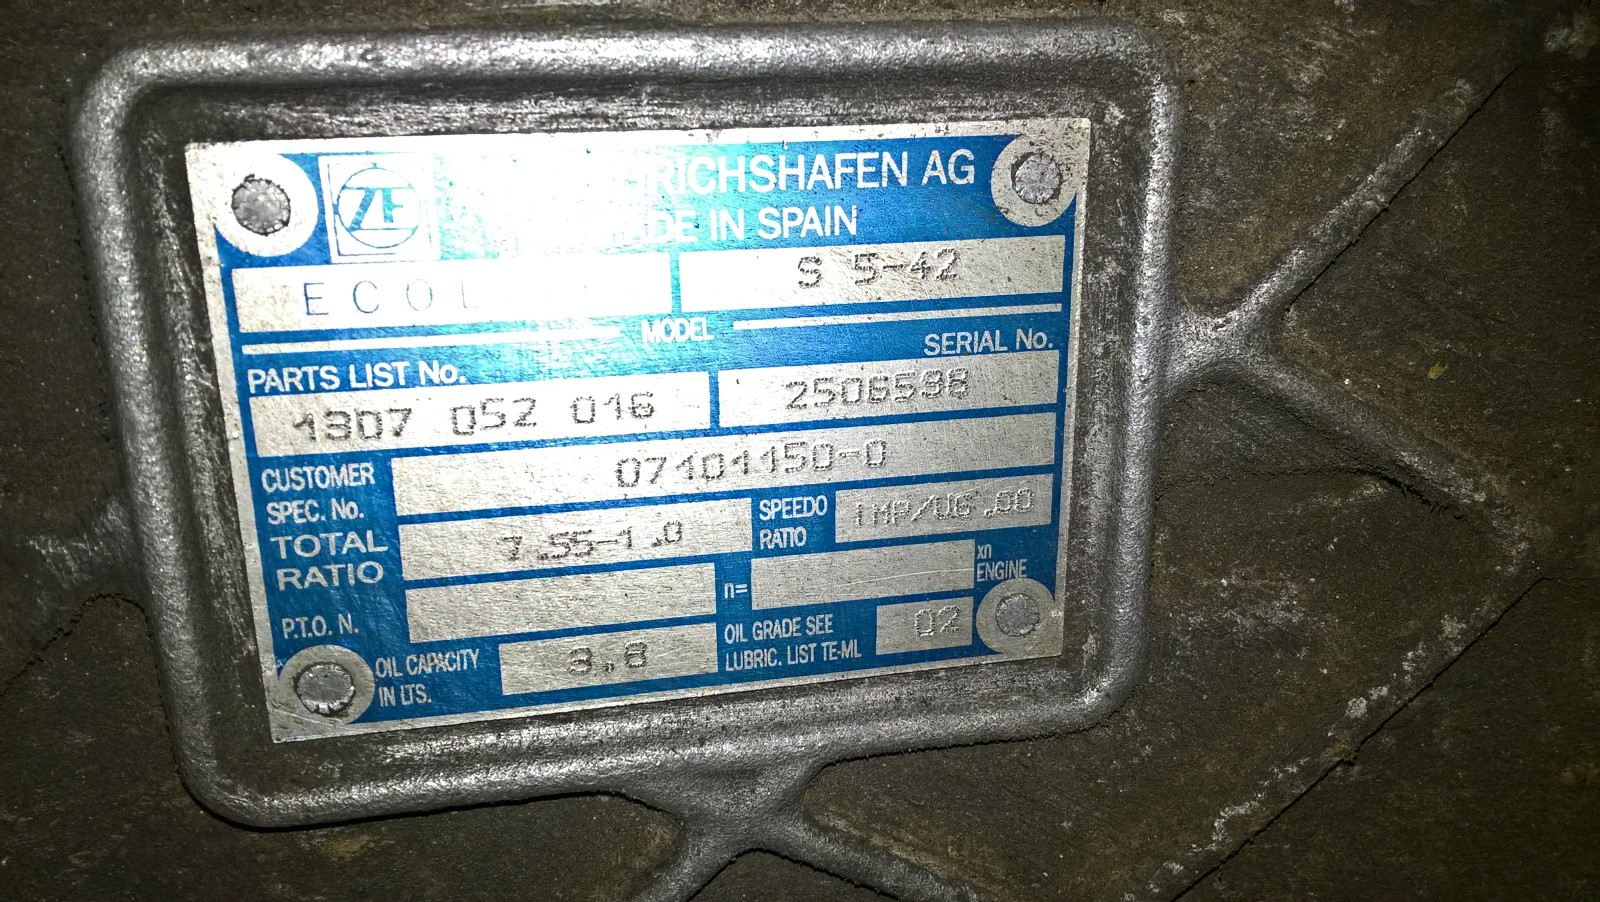 ZF RICHSHAFEN AG
MADE IN SPAIN
ECOL S 5-42
MODEL
PARTS LIST No. SERIAL No.
1307 052 016 2506598
CUSTOMER SPEC. No. 07101150-0
TOTAL RATIO 7.55-1.0 SPEEDO RATIO
P.T.O. N. n= xn ENGINE
OIL CAPACITY IN LTS. 3,8 OIL GRADE SEE LUBRIC. LIST TE-ML 02